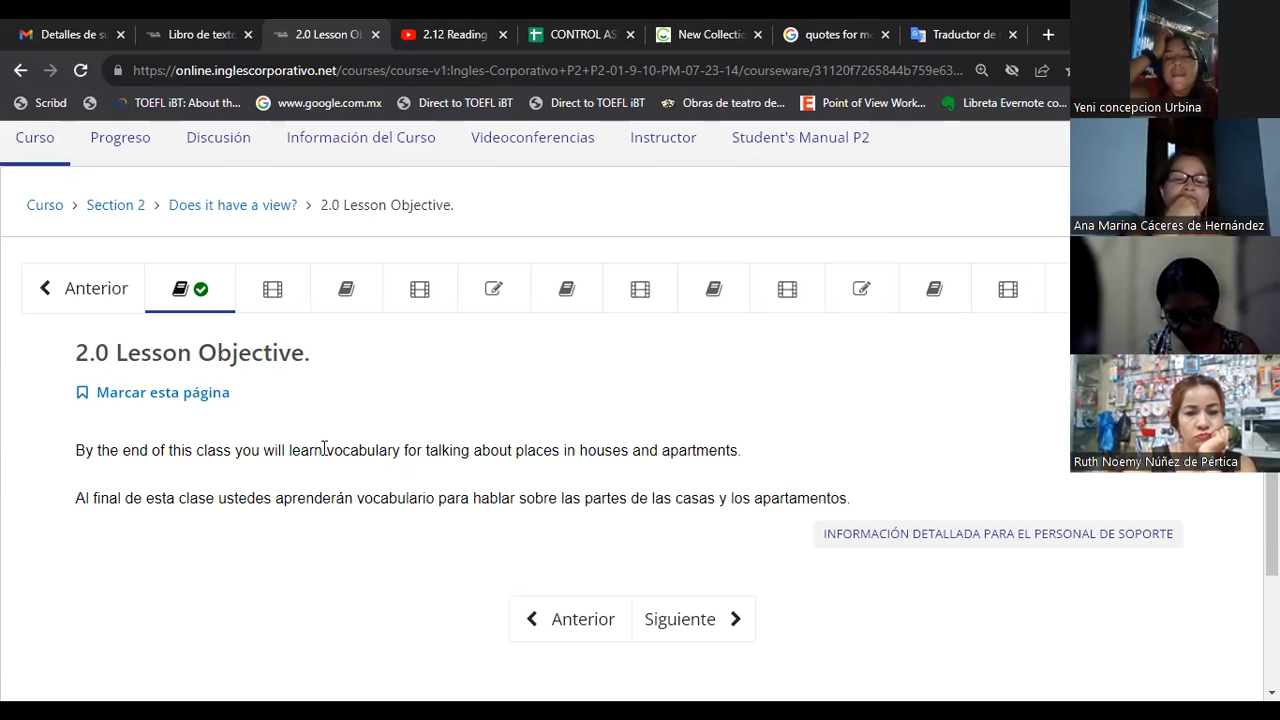 Detalles de su
Libro de texto
2.0 Lesson Ob
2.12 Reading
CONTROL AS
New Collectio
quotes for mo
Traductor de
https://online.inglescorporativo.net/courses/course-v1:Ingles-Corporativo+P2+P2-01-9-10-PM-07-23-14/courseware/31120f7265844b759e63...
Scribd
TOEFL iBT: About th...
www.google.com.mx
Direct to TOEFL iBT
Direct to TOEFL iBT
Obras de teatro de...
Point of View Work...
Libreta Evernote co...
Curso
Progreso
Discusión
Información del Curso
Videoconferencias
Instructor
Student's Manual P2
Curso > Section 2 > Does it have a view? > 2.0 Lesson Objective.
Anterior
2.0 Lesson Objective.
Marcar esta página
By the end of this class you will learn vocabulary for talking about places in houses and apartments.
Al final de esta clase ustedes aprenderán vocabulario para hablar sobre las partes de las casas y los apartamentos.
INFORMACIÓN DETALLADA PARA EL PERSONAL DE SOPORTE
Anterior
Siguiente
Yeni concepcion Urbina
Ana Marina Cáceres de Hernández
Ruth Noemy Núñez de Pértica